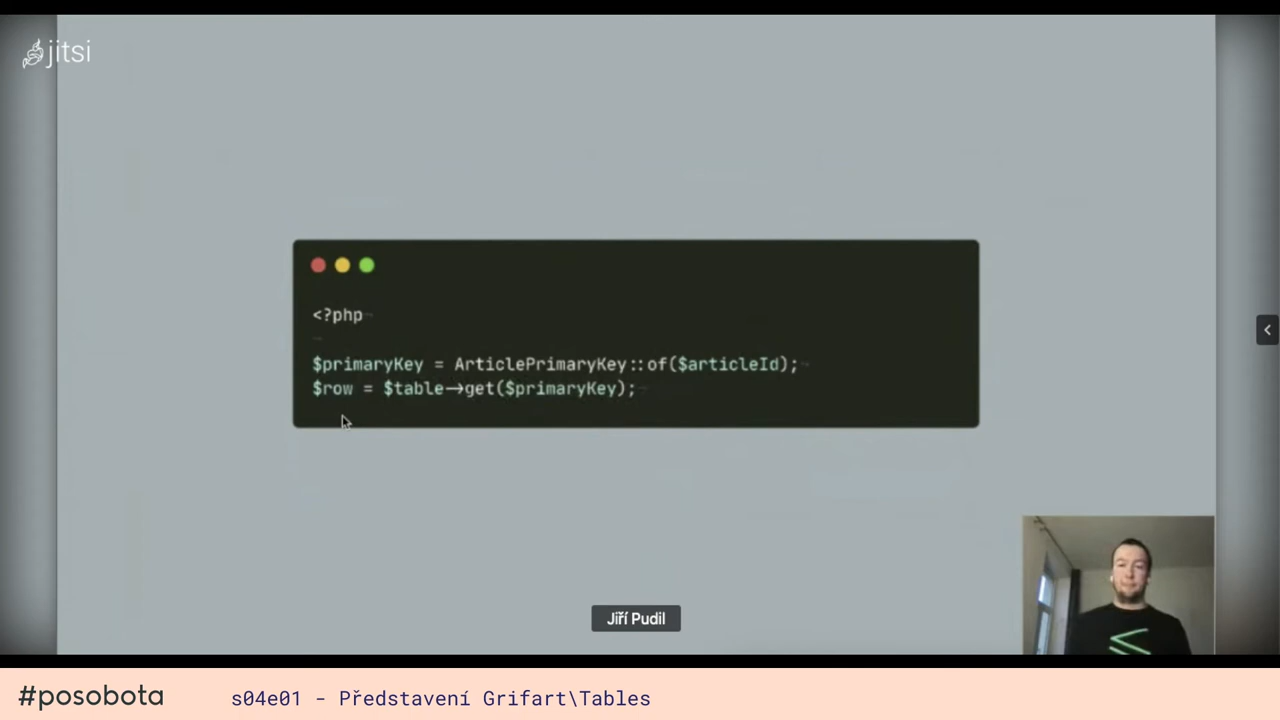 jitsi
<?php
$primaryKey = ArticlePrimaryKey::of($articleId);
$row = $table→get($primaryKey);
Jiří Pudil
#posobota
s04e01 - Představení Grifart\Tables